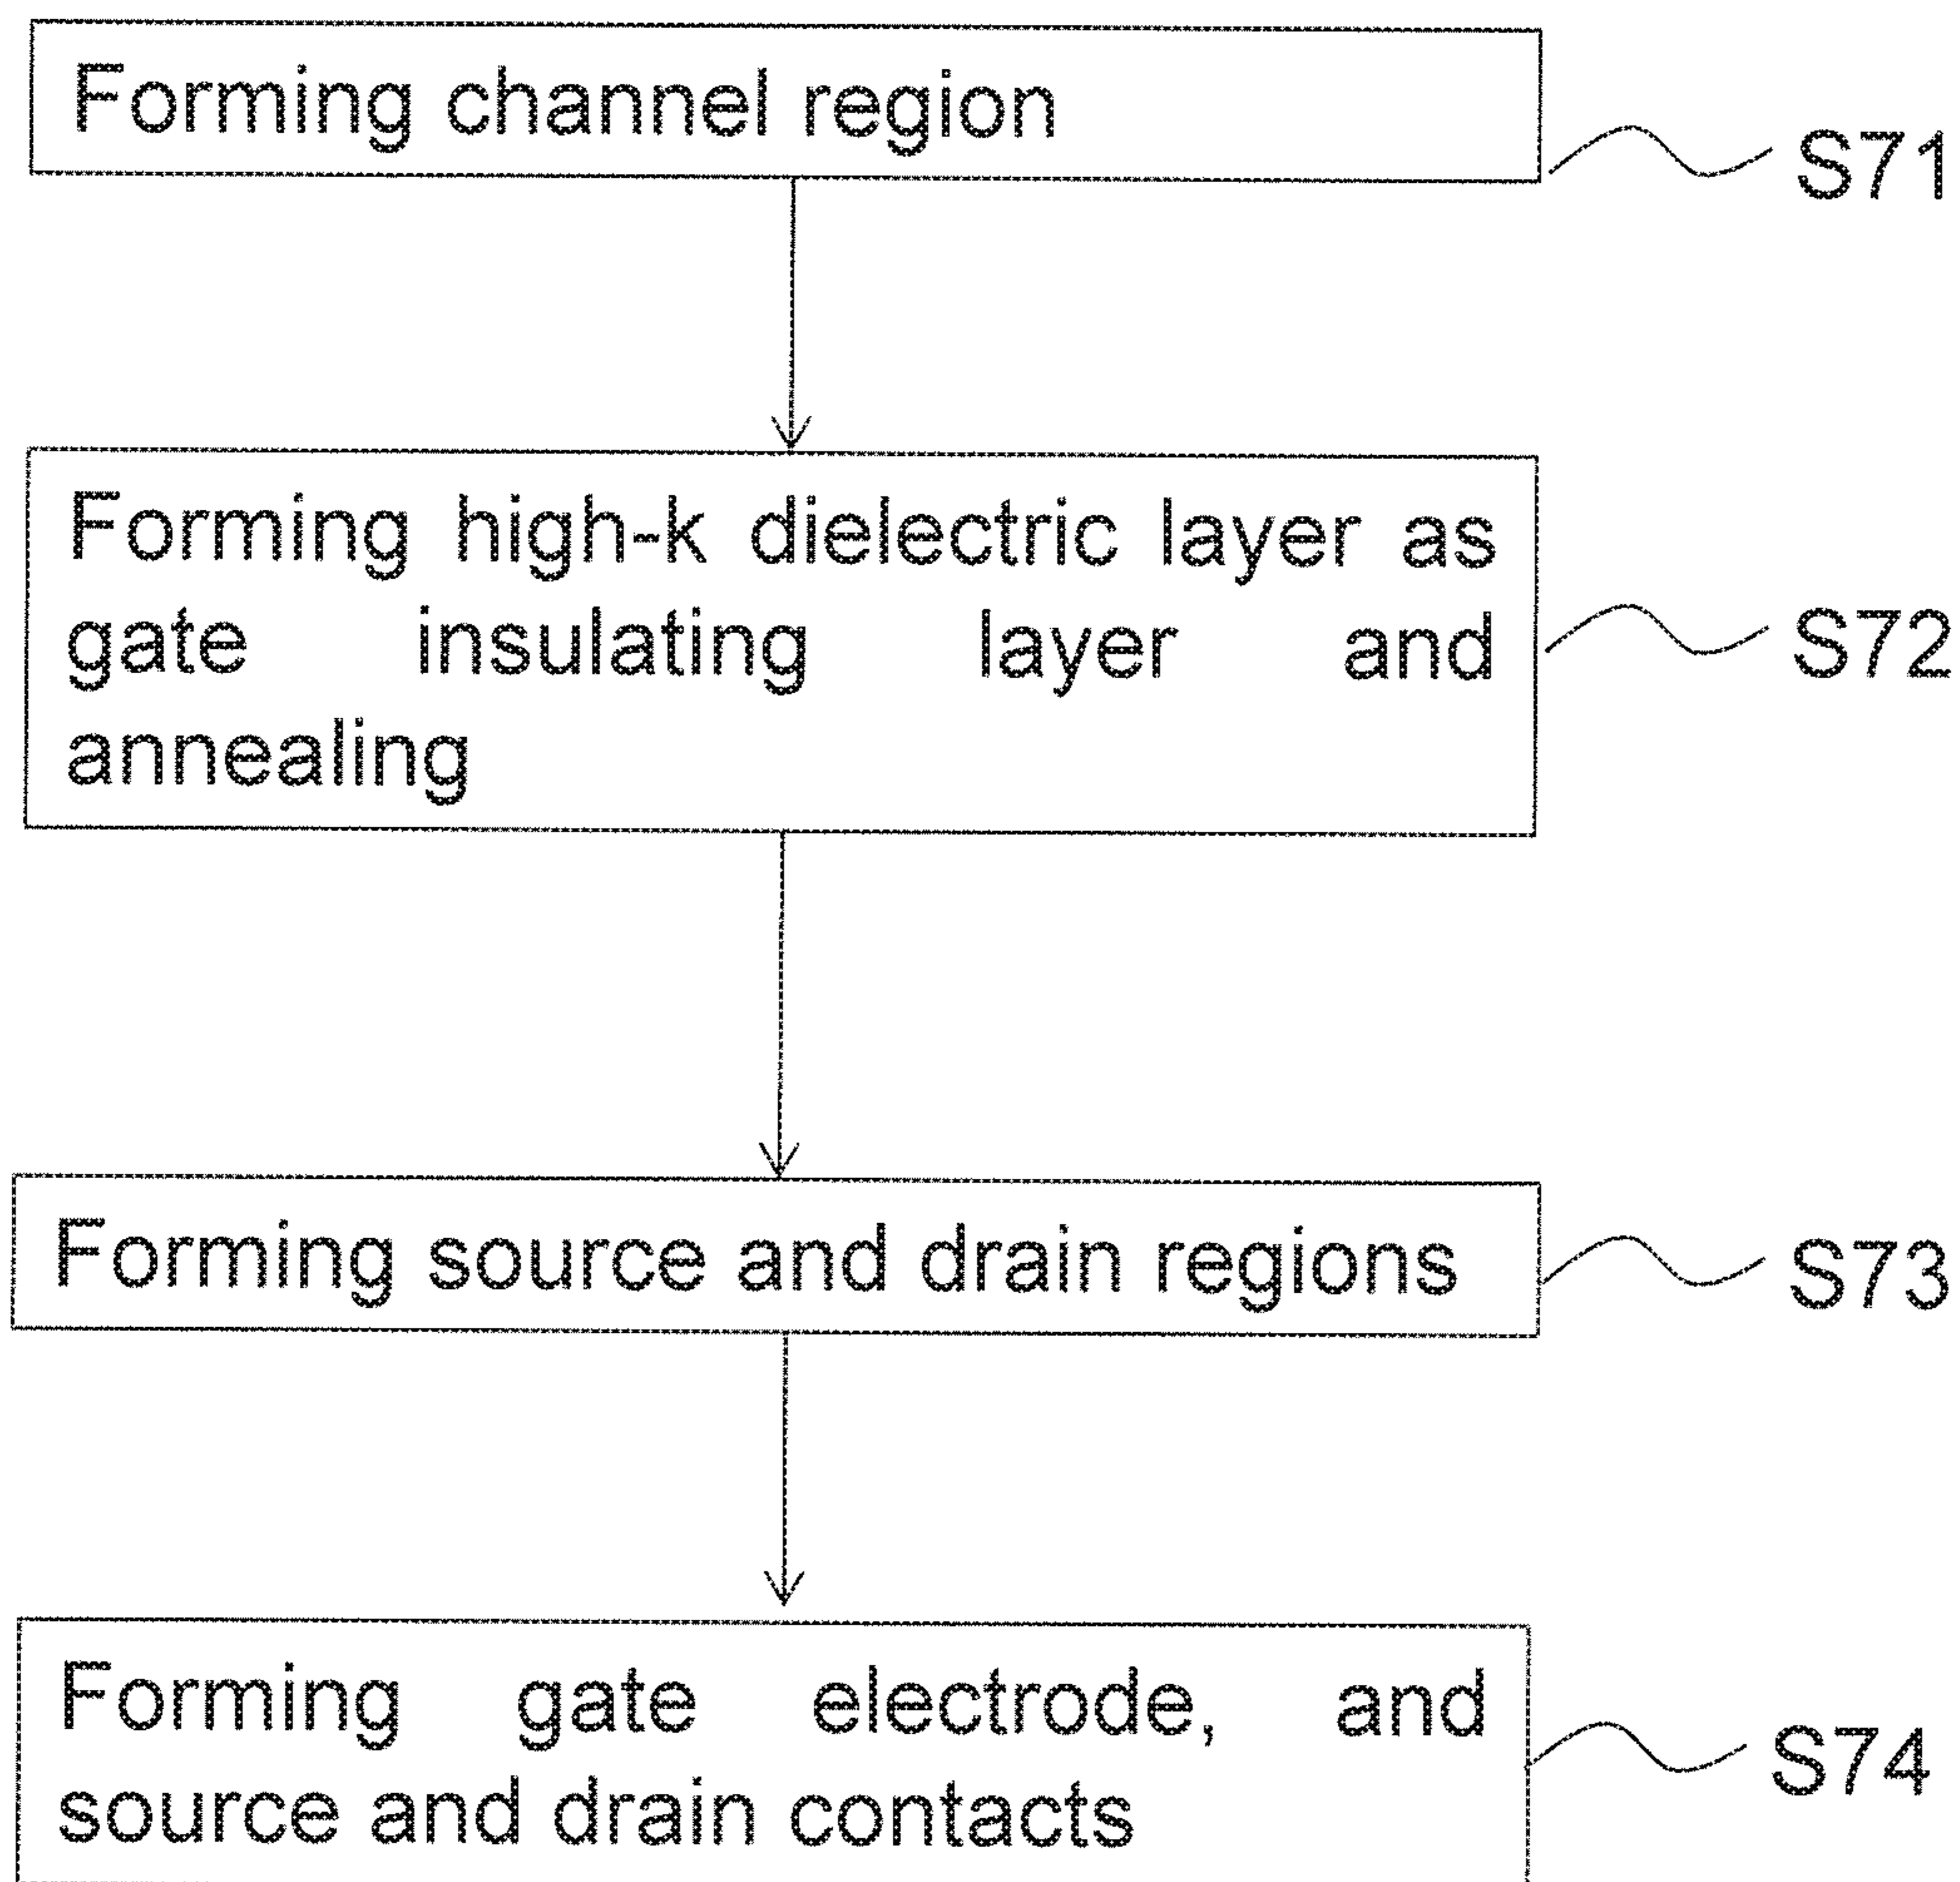 Forming channel region
S71
Forming high-k dielectric layer as
gate insulating layer and
annealing
S72
Forming source and drain regions
S73
Forming gate electrode, and
source and drain contacts
S74